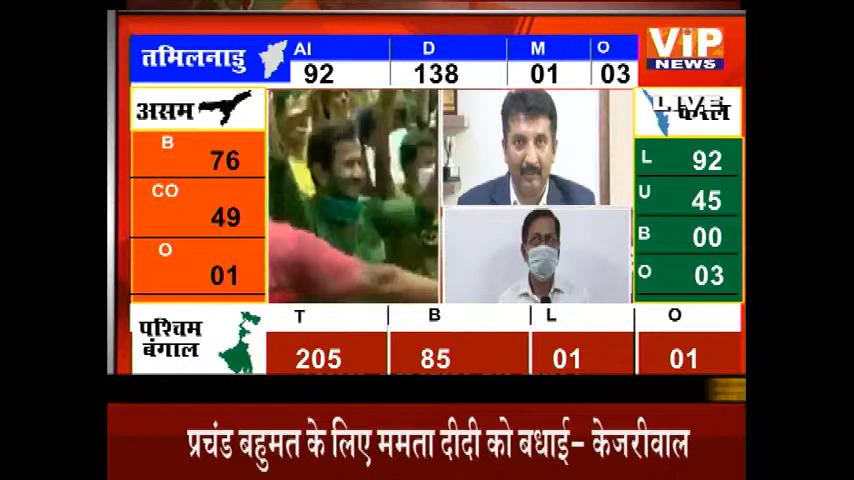 तमिलनाडु
AI D M O
92 138 01 03
ViP
NEWS
असम
B
76
CO
49
O
01
LIVE
L 92
U 45
B 00
O 03
पश्चिम
बंगाल
T B L O
205 85 01 01
प्रचंड बहुमत के लिए ममता दीदी को बधाई- केजरीवाल